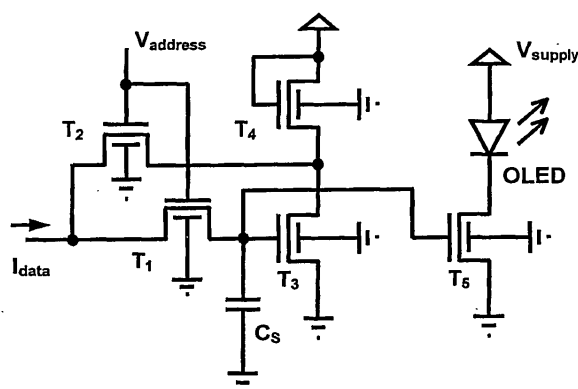 Vaddress
Vsupply
T2
T4
OLED
Idata
T1
T3
T5
CS